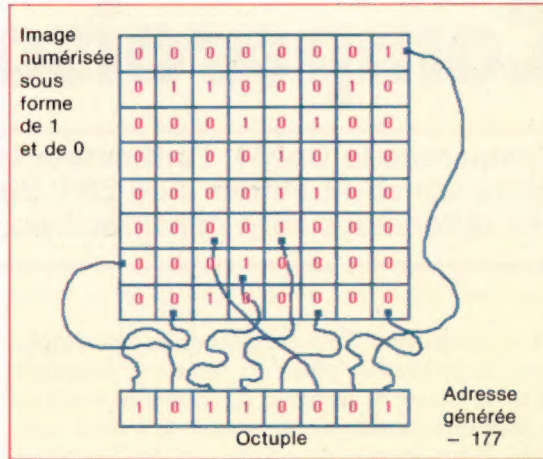 Image
numérisée
sous
forme
de 1
et de 0
0 0 0 0 0 0 0 1
0 1 1 0 0 0 1 0
0 0 0 1 0 1 0 0
0 0 0 0 0 0 0 0
0 0 0 0 1 1 0 0
0 0 0 0 1 0 0 0
0 0 0 1 0 0 0 0
0 0 1 0 0 0 0 0
1 0 1 1 0 0 0 1
Octuple
Adresse
générée
– 177